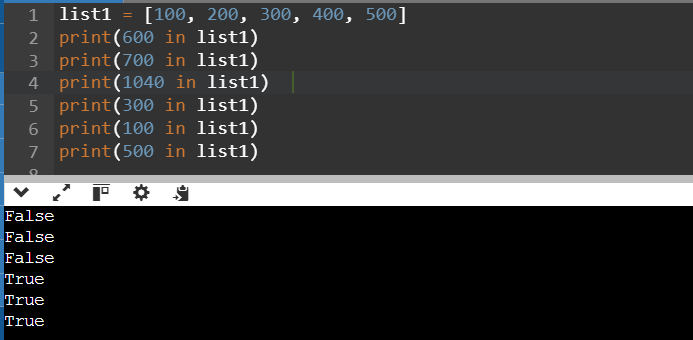 1 list1 = [100, 200, 300, 400, 500]
2 print(600 in list1)
3 print(700 in list1)
4 print(1040 in list1)
5 print(300 in list1)
6 print(100 in list1)
7 print(500 in list1)
8
False
False
False
True
True
True